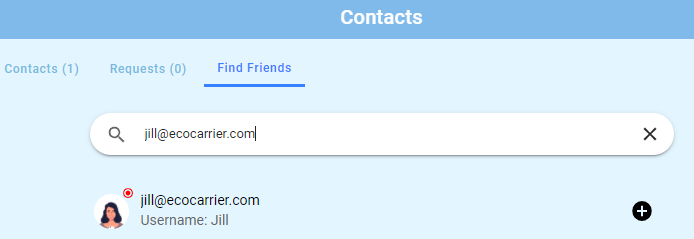 Contacts
Contacts (1) Requests (0) Find Friends
jill@ecocarrier.com
jill@ecocarrier.com
Username: Jill